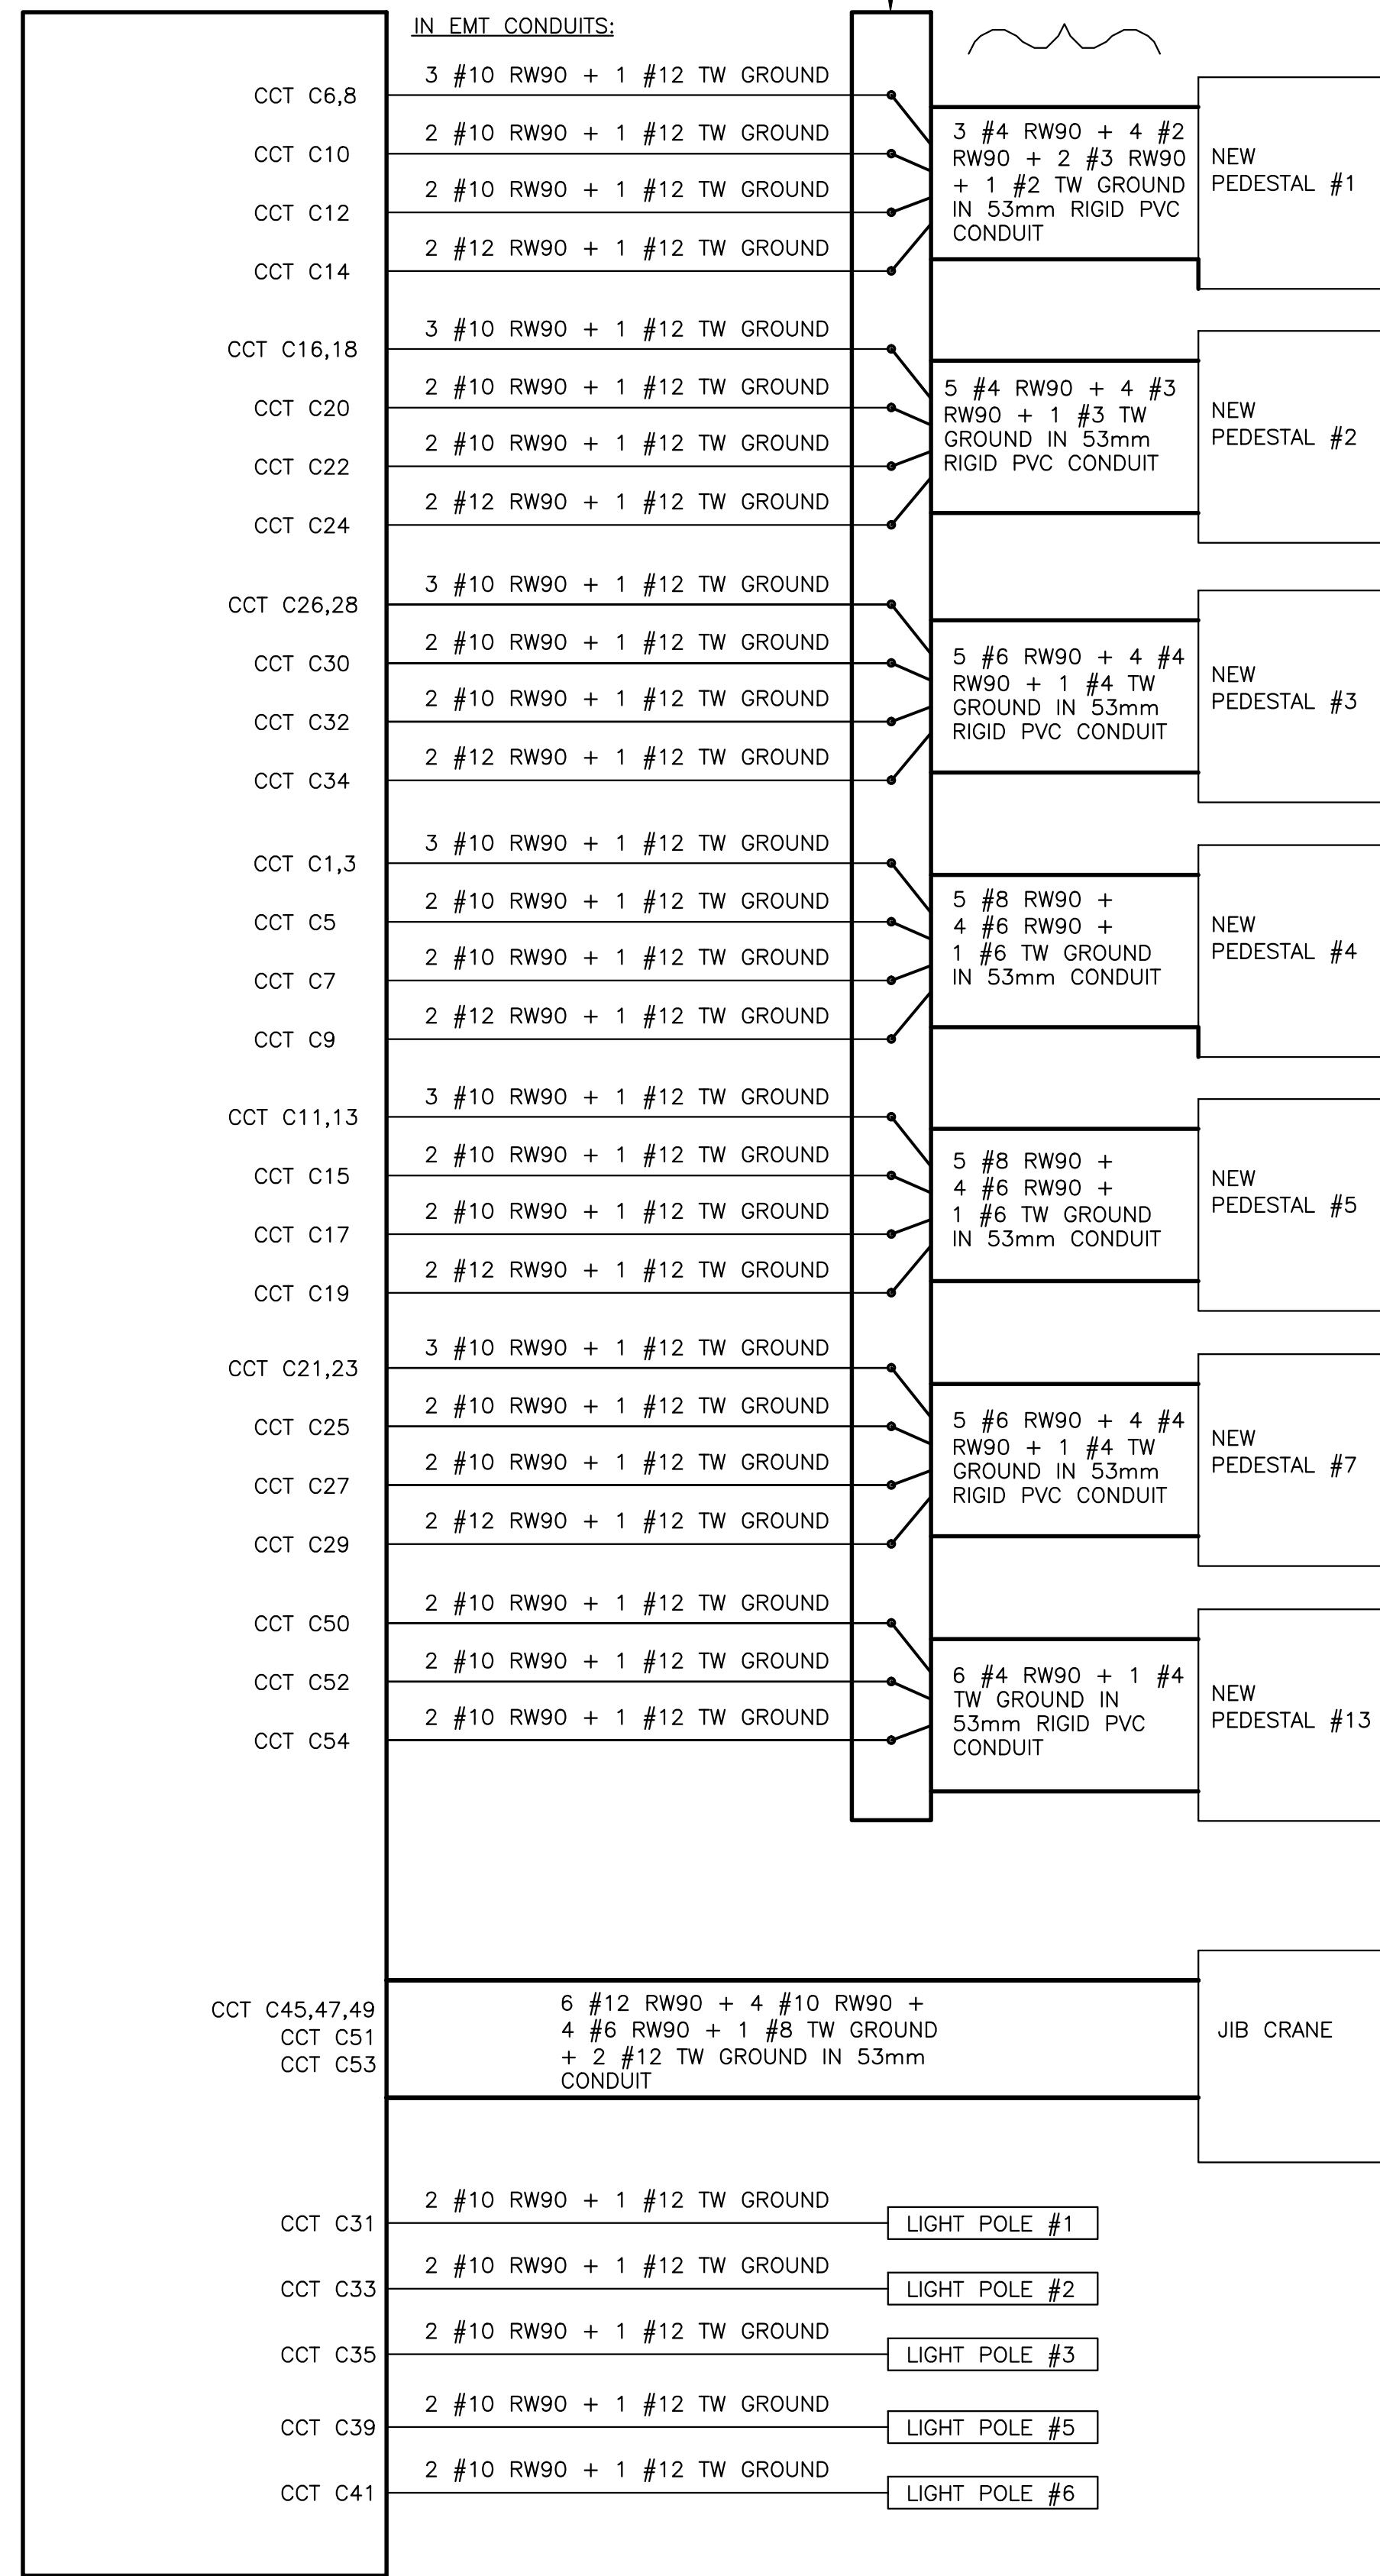 IN EMT CONDUITS:
CCT C6,8
3 #10 RW90 + 1 #12 TW GROUND
CCT C10
2 #10 RW90 + 1 #12 TW GROUND
CCT C12
2 #10 RW90 + 1 #12 TW GROUND
CCT C14
2 #12 RW90 + 1 #12 TW GROUND
3 #4 RW90 + 4 #2
RW90 + 2 #3 RW90
+ 1 #2 TW GROUND
IN 53mm RIGID PVC
CONDUIT
NEW
PEDESTAL #1
CCT C16,18
3 #10 RW90 + 1 #12 TW GROUND
CCT C20
2 #10 RW90 + 1 #12 TW GROUND
CCT C22
2 #10 RW90 + 1 #12 TW GROUND
CCT C24
2 #12 RW90 + 1 #12 TW GROUND
5 #4 RW90 + 4 #3
RW90 + 1 #3 TW
GROUND IN 53mm
RIGID PVC CONDUIT
NEW
PEDESTAL #2
CCT C26,28
3 #10 RW90 + 1 #12 TW GROUND
CCT C30
2 #10 RW90 + 1 #12 TW GROUND
CCT C32
2 #10 RW90 + 1 #12 TW GROUND
CCT C34
2 #12 RW90 + 1 #12 TW GROUND
5 #6 RW90 + 4 #4
RW90 + 1 #4 TW
GROUND IN 53mm
RIGID PVC CONDUIT
NEW
PEDESTAL #3
CCT C1,3
3 #10 RW90 + 1 #12 TW GROUND
CCT C5
2 #10 RW90 + 1 #12 TW GROUND
CCT C7
2 #10 RW90 + 1 #12 TW GROUND
CCT C9
2 #12 RW90 + 1 #12 TW GROUND
5 #8 RW90 +
4 #6 RW90 +
1 #6 TW GROUND
IN 53mm CONDUIT
NEW
PEDESTAL #4
CCT C11,13
3 #10 RW90 + 1 #12 TW GROUND
CCT C15
2 #10 RW90 + 1 #12 TW GROUND
CCT C17
2 #10 RW90 + 1 #12 TW GROUND
CCT C19
2 #12 RW90 + 1 #12 TW GROUND
5 #8 RW90 +
4 #6 RW90 +
1 #6 TW GROUND
IN 53mm CONDUIT
NEW
PEDESTAL #5
CCT C21,23
3 #10 RW90 + 1 #12 TW GROUND
CCT C25
2 #10 RW90 + 1 #12 TW GROUND
CCT C27
2 #10 RW90 + 1 #12 TW GROUND
CCT C29
2 #12 RW90 + 1 #12 TW GROUND
5 #6 RW90 + 4 #4
RW90 + 1 #4 TW
GROUND IN 53mm
RIGID PVC CONDUIT
NEW
PEDESTAL #7
CCT C50
2 #10 RW90 + 1 #12 TW GROUND
CCT C52
2 #10 RW90 + 1 #12 TW GROUND
CCT C54
2 #10 RW90 + 1 #12 TW GROUND
6 #4 RW90 + 1 #4
TW GROUND IN
53mm RIGID PVC
CONDUIT
NEW
PEDESTAL #13
CCT C45,47,49
CCT C51
CCT C53
6 #12 RW90 + 4 #10 RW90 +
4 #6 RW90 + 1 #8 TW GROUND
+ 2 #12 TW GROUND IN 53mm
CONDUIT
JIB CRANE
CCT C31
2 #10 RW90 + 1 #12 TW GROUND
LIGHT POLE #1
CCT C33
2 #10 RW90 + 1 #12 TW GROUND
LIGHT POLE #2
CCT C35
2 #10 RW90 + 1 #12 TW GROUND
LIGHT POLE #3
CCT C39
2 #10 RW90 + 1 #12 TW GROUND
LIGHT POLE #5
CCT C41
2 #10 RW90 + 1 #12 TW GROUND
LIGHT POLE #6